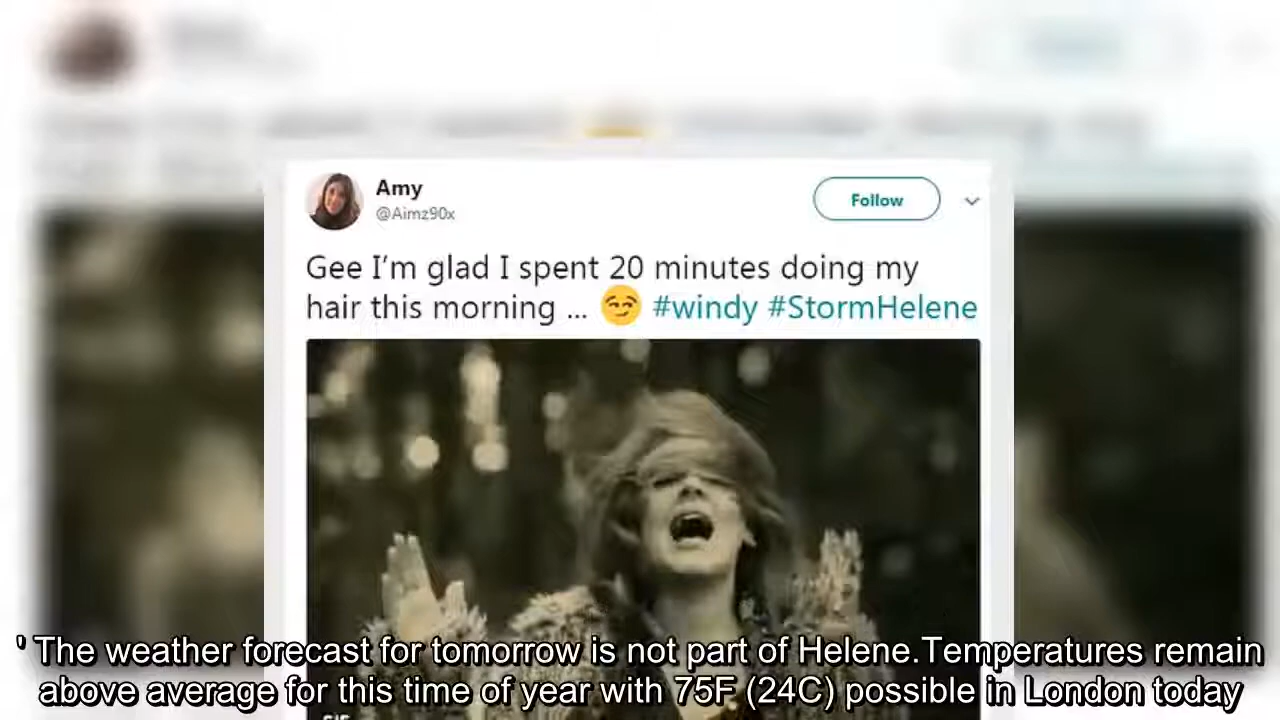 Amy
@Aimz90x
Follow
Gee I’m glad I spent 20 minutes doing my
hair this morning ... 😏 #windy #StormHelene
' The weather forecast for tomorrow is not part of Helene.Temperatures remain
above average for this time of year with 75F (24C) possible in London today